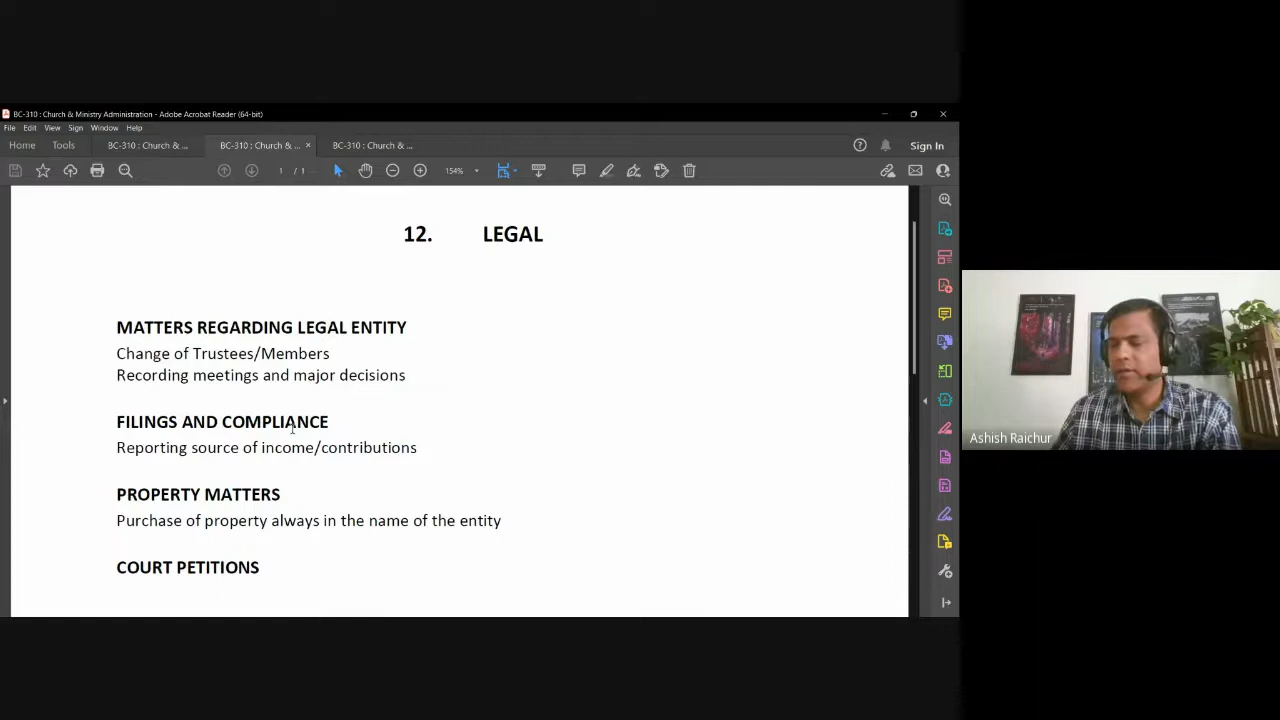 BC-310 : Church & Ministry Administration - Adobe Acrobat Reader (64-bit)
File Edit View Sign Window Help
Home Tools BC-310 : Church & ... BC-310 : Church & ... × BC-310 : Church & ... Sign In
1 / 1 154%
12. LEGAL
MATTERS REGARDING LEGAL ENTITY
Change of Trustees/Members
Recording meetings and major decisions
FILINGS AND COMPLIANCE
Reporting source of income/contributions
PROPERTY MATTERS
Purchase of property always in the name of the entity
COURT PETITIONS
Ashish Raichur